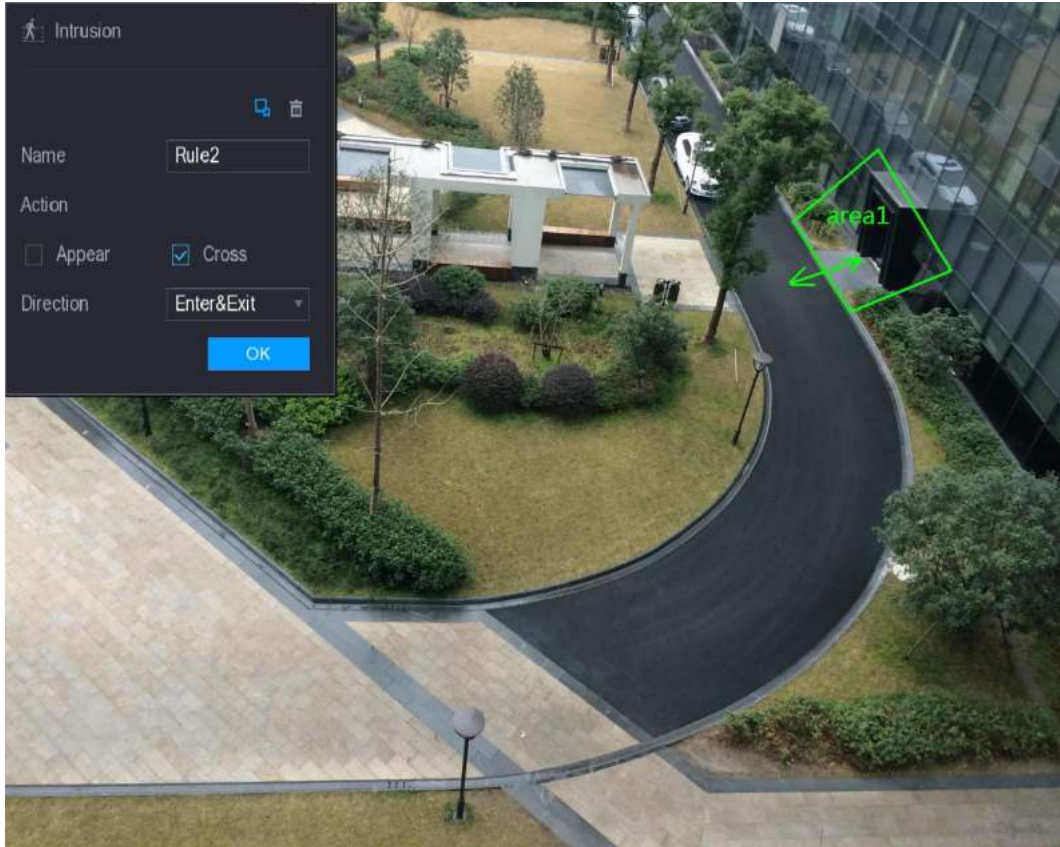 Intrusion
Name Rule2
Action
Appear Cross
Direction Enter&Exit
OK
area1